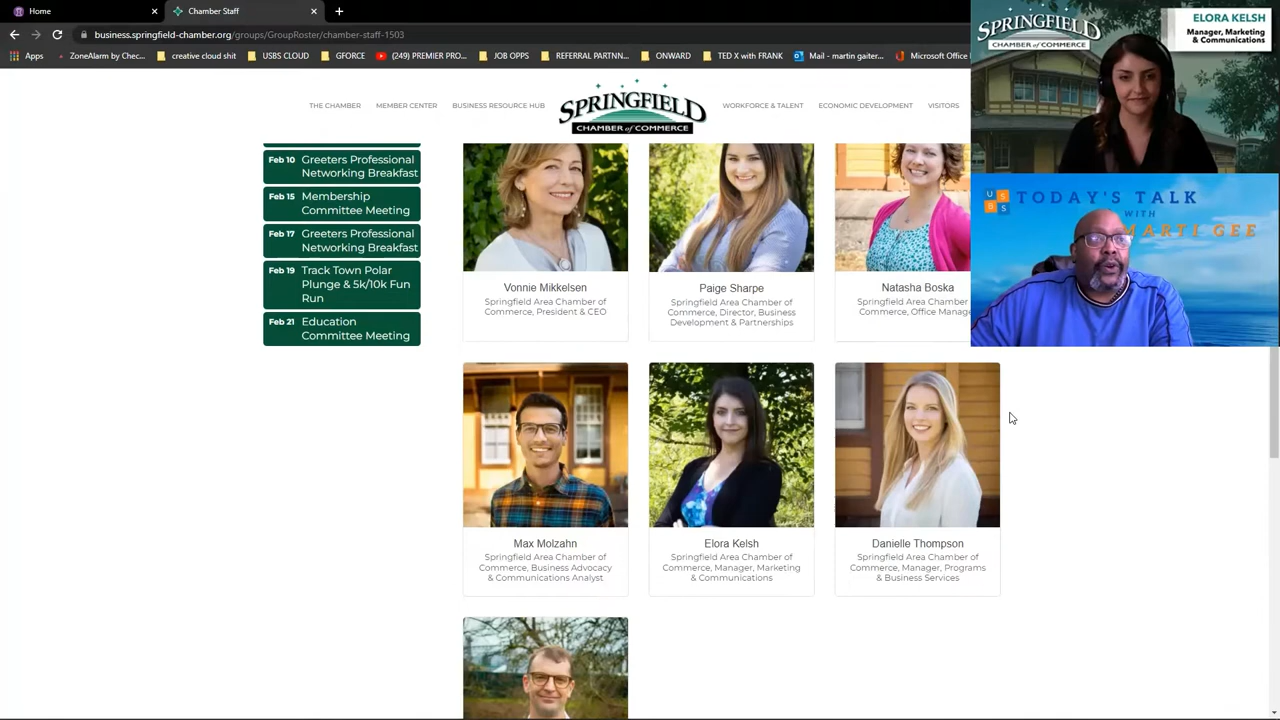 Home
Chamber Staff
springfield-chamber.org/groups/GroupRoster/chamber-staff-1503
Apps
ZoneAlarm by Che...
creative cloud shit
USBS CLOUD
GFORCE
(249) PREMIER PRO...
REFERRAL PARTNE...
JOB OPPS
ONWARD
TED X with FRANK
Mail - martin gaiter...
Microsoft Office
THE CHAMBER
MEMBER CENTER
BUSINESS RESOURCE HUB
SPRINGFIELD
CHAMBER of COMMERCE
WORKFORCE & TALENT
ECONOMIC DEVELOPMENT
VISITORS
Feb 10 Greeters Professional
Networking Breakfast
Feb 15 Membership
Committee Meeting
Feb 17 Greeters Professional
Networking Breakfast
Feb 19 Track Town Polar
Plunge & 5k/10k Fun
Run
Feb 21 Education
Committee Meeting
Vonnie Mikkelsen
Springfield Area Chamber of
Commerce, President & CEO
Paige Sharpe
Springfield Area Chamber of
Commerce, Director, Business
Development & Partnerships
Natasha Boska
Springfield Area Chamber
Commerce, Office Manag
Max Molzahn
Springfield Area Chamber of
Commerce, Business Advocacy
& Communications Analyst
Elora Kelsh
Springfield Area Chamber of
Commerce, Manager, Marketing
& Communications
Danielle Thompson
Springfield Area Chamber of
Commerce, Manager, Programs
& Business Services
SPRINGFIELD
CHAMBER of COMMERCE
ELORA KELSH
Manager, Marketing
& Communications
US
BS
TODAY'S TALK
WITH
MARTI GEE